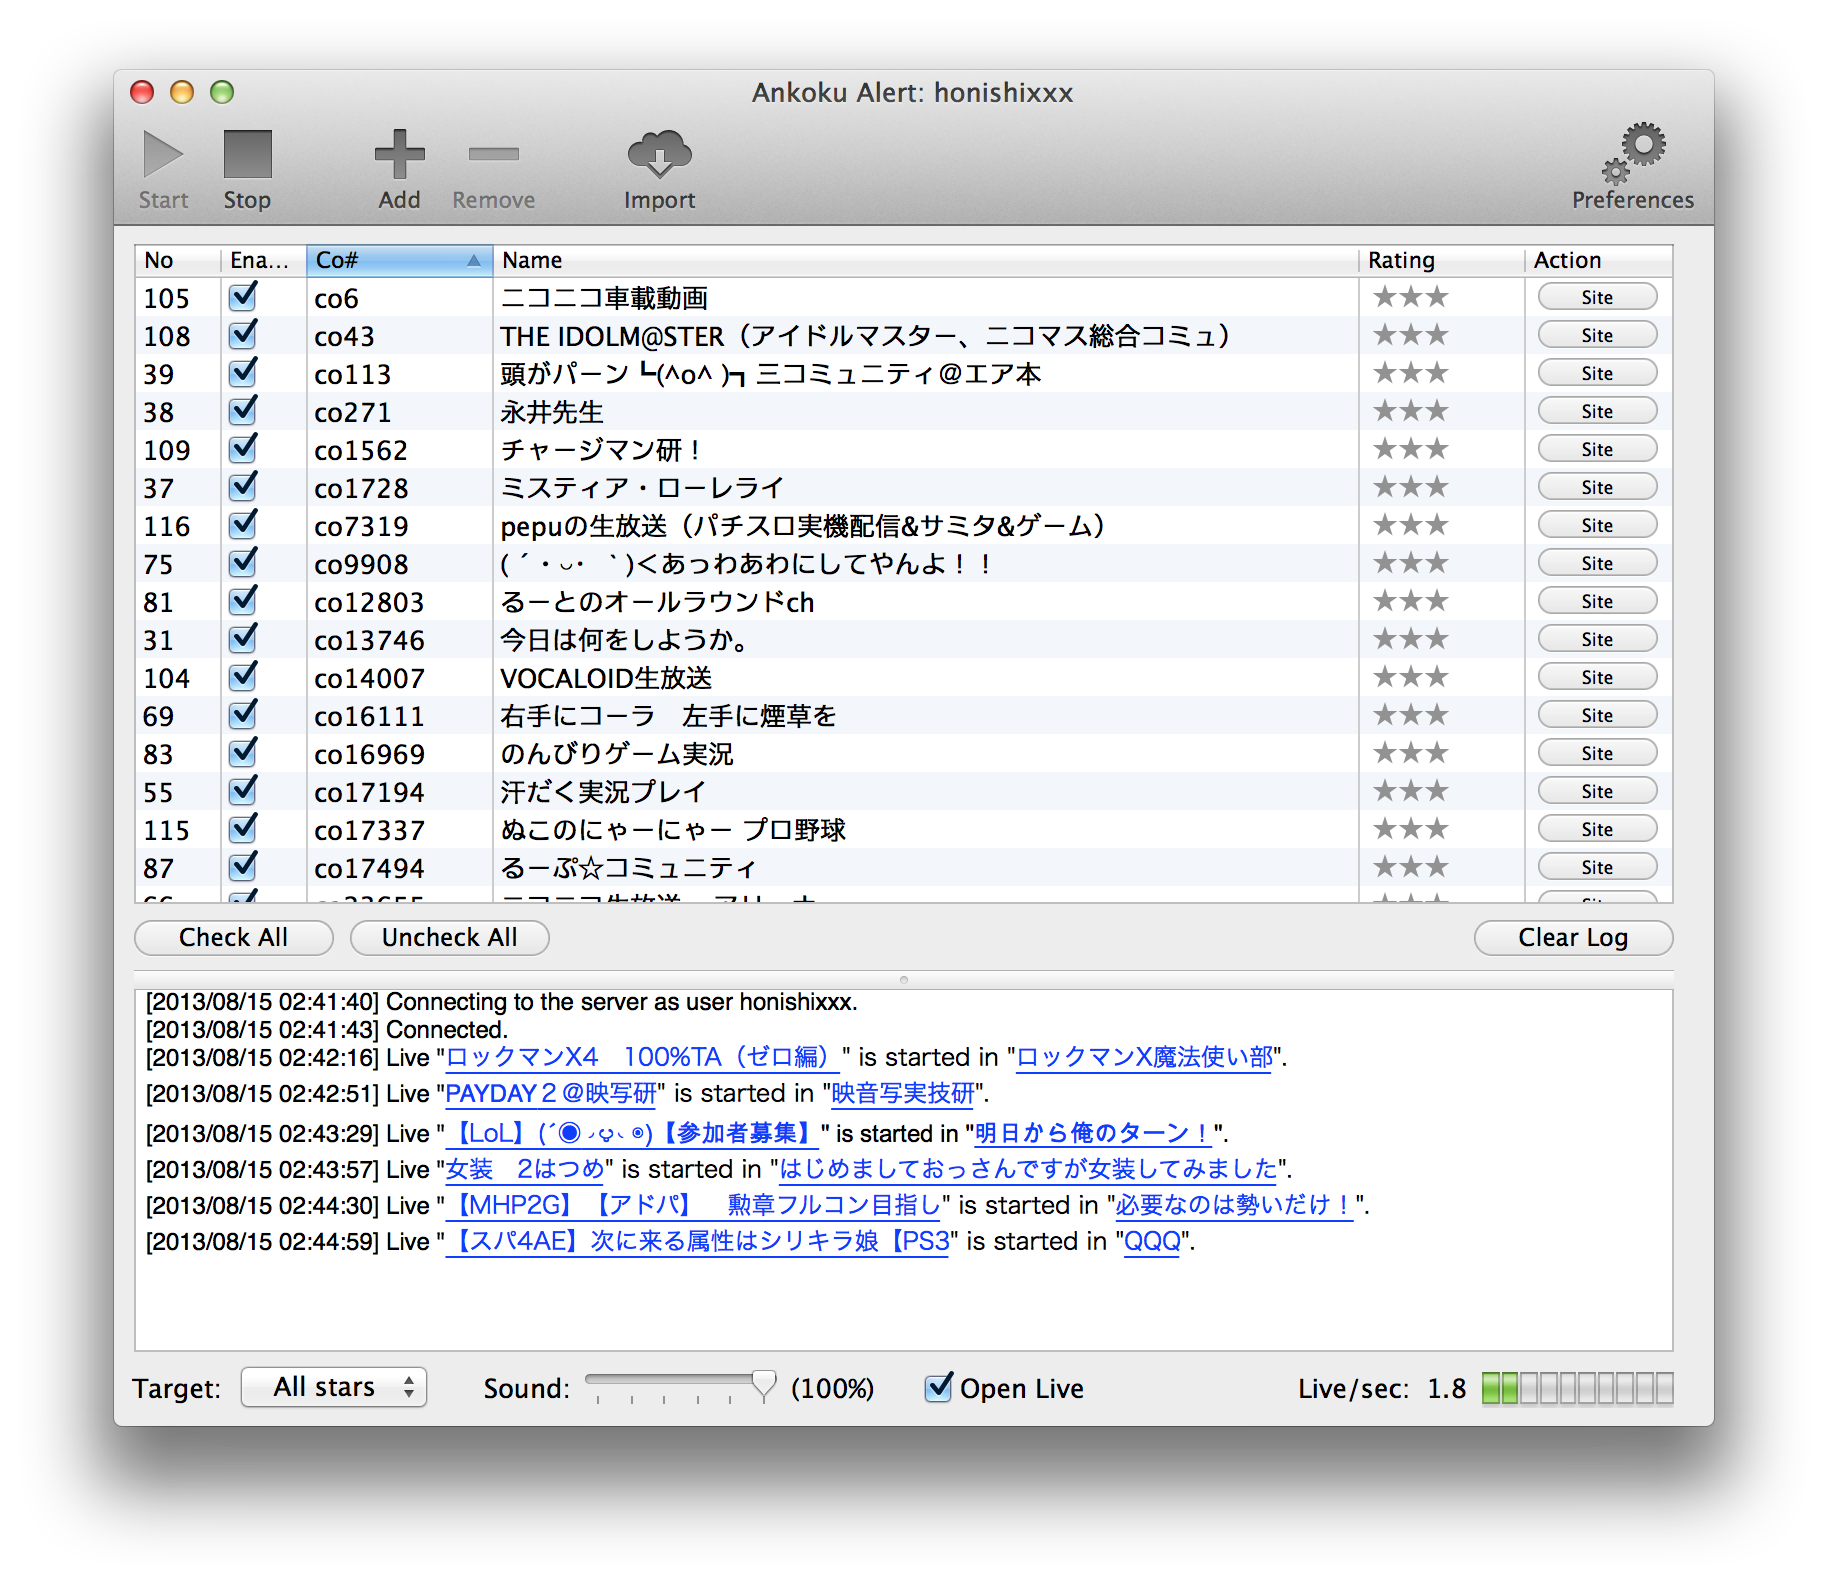 Ankoku Alert: honishixxx
Start Stop Add Remove Import Preferences
No Ena... Co# Name Rating Action
105 co6 ニコニコ車載動画 ★★★ Site
108 co43 THE IDOLM@STER（アイドルマスター、ニコマス総合コミュ） ★★★ Site
39 co113 頭がパーン┗(^o^ )┓三コミュニティ＠エア本 ★★★ Site
38 co271 永井先生 ★★★ Site
109 co1562 チャージマン研！ ★★★ Site
37 co1728 ミスティア・ローレライ ★★★ Site
116 co7319 pepuの生放送（パチスロ実機配信&サミタ&ゲーム） ★★★ Site
75 co9908 ( ´・ᴗ・ ｀)<あっわあわにしてやんよ！！ ★★★ Site
81 co12803 るーとのオールラウンドch ★★★ Site
31 co13746 今日は何をしようか。 ★★★ Site
104 co14007 VOCALOID生放送 ★★★ Site
69 co16111 右手にコーラ　左手に煙草を ★★★ Site
83 co16969 のんびりゲーム実況 ★★★ Site
55 co17194 汗だく実況プレイ ★★★ Site
115 co17337 ぬこのにゃーにゃー プロ野球 ★★★ Site
87 co17494 るーぷ☆コミュニティ ★★★ Site
Check All Uncheck All Clear Log
[2013/08/15 02:41:40] Connecting to the server as user honishixxx.
[2013/08/15 02:41:43] Connected.
[2013/08/15 02:42:16] Live "ロックマンX4　100%TA（ゼロ編）" is started in "ロックマンX魔法使い部".
[2013/08/15 02:42:51] Live "PAYDAY２@映写研" is started in "映音写実技研".
[2013/08/15 02:43:29] Live "【LoL】(´◉◞౪◟◉)【参加者募集】" is started in "明日から俺のターン！".
[2013/08/15 02:43:57] Live "女装　2はつめ" is started in "はじめましておっさんですが女装してみました".
[2013/08/15 02:44:30] Live "【MHP2G】【アドパ】　勲章フルコン目指し" is started in "必要なのは勢いだけ！".
[2013/08/15 02:44:59] Live "【スパ4AE】次に来る属性はシリキラ娘【PS3" is started in "QQQ".
Target: All stars Sound: (100%) Open Live Live/sec: 1.8